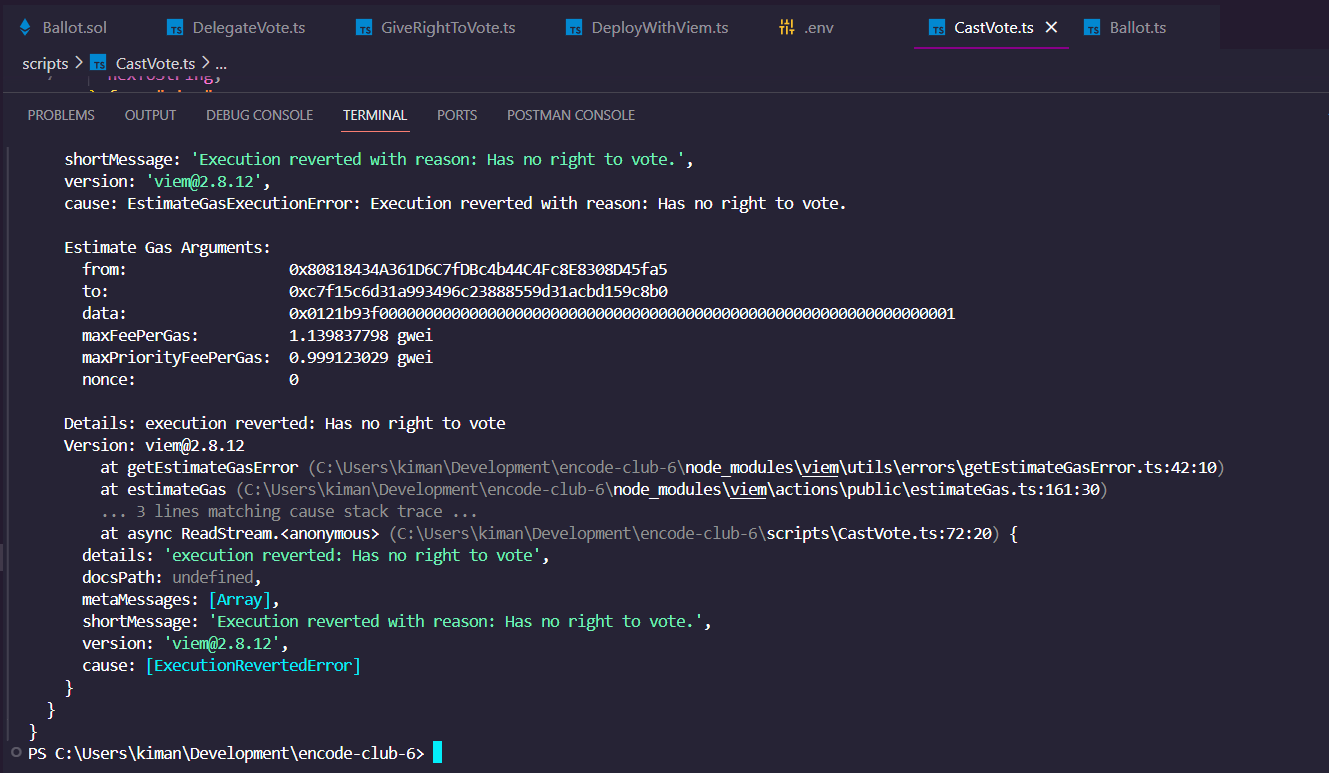 Ballot.sol TS DelegateVote.ts TS GiveRightToVote.ts TS DeployWithViem.ts .env TS CastVote.ts × TS Ballot.ts
scripts > TS CastVote.ts > ...
hexToString,
PROBLEMS OUTPUT DEBUG CONSOLE TERMINAL PORTS POSTMAN CONSOLE
shortMessage: 'Execution reverted with reason: Has no right to vote.',
version: 'viem@2.8.12',
cause: EstimateGasExecutionError: Execution reverted with reason: Has no right to vote.
Estimate Gas Arguments:
from: 0x80818434A361D6C7fDBc4b44C4Fc8E8308D45fa5
to: 0xc7f15c6d31a993496c23888559d31acbd159c8b0
data: 0x0121b93f0000000000000000000000000000000000000000000000000000000000000001
maxFeePerGas: 1.139837798 gwei
maxPriorityFeePerGas: 0.999123029 gwei
nonce: 0
Details: execution reverted: Has no right to vote
Version: viem@2.8.12
at getEstimateGasError (C:\Users\kiman\Development\encode-club-6\node_modules\viem\utils\errors\getEstimateGasError.ts:42:10)
at estimateGas (C:\Users\kiman\Development\encode-club-6\node_modules\viem\actions\public\estimateGas.ts:161:30)
... 3 lines matching cause stack trace ...
at async ReadStream.<anonymous> (C:\Users\kiman\Development\encode-club-6\scripts\CastVote.ts:72:20) {
details: 'execution reverted: Has no right to vote',
docsPath: undefined,
metaMessages: [Array],
shortMessage: 'Execution reverted with reason: Has no right to vote.',
version: 'viem@2.8.12',
cause: [ExecutionRevertedError]
}
}
}
PS C:\Users\kiman\Development\encode-club-6>